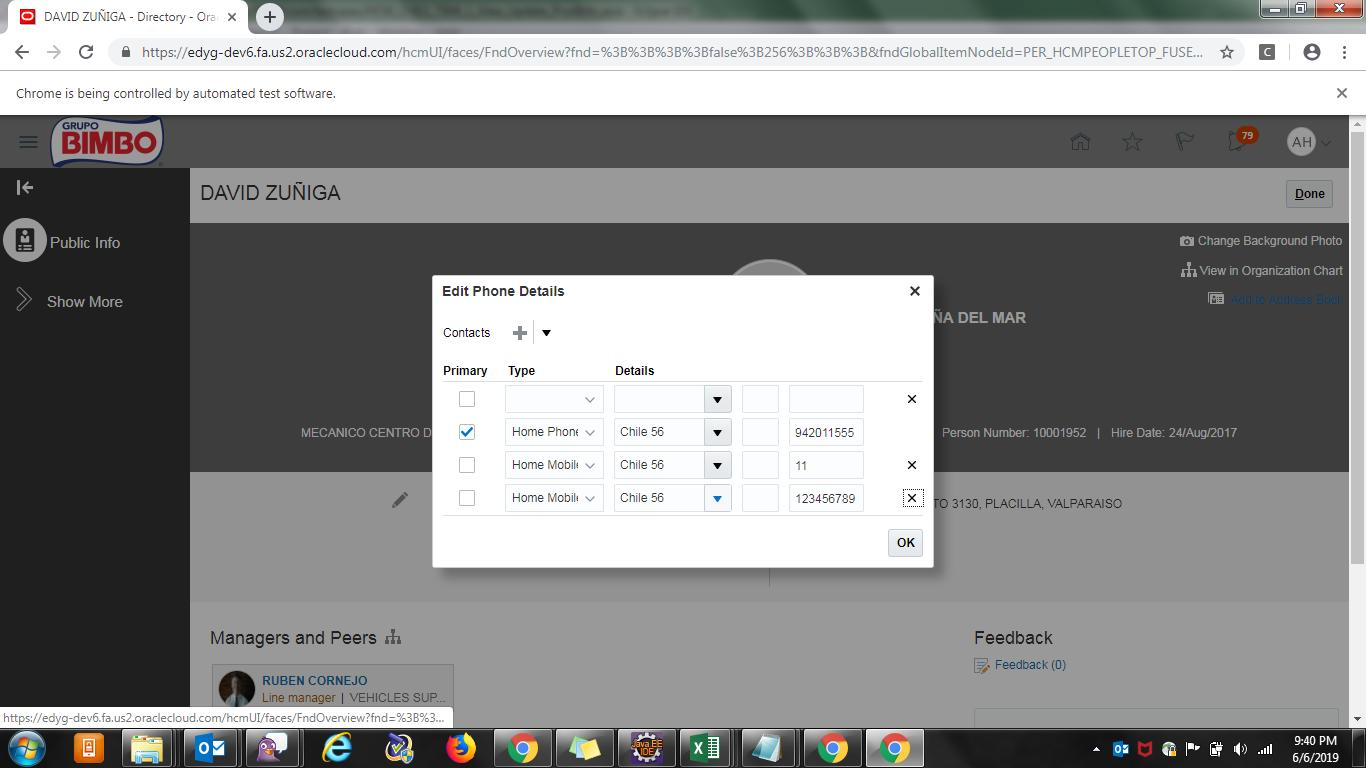 DAVID ZUÑIGA - Directory - Ora
https://edyg-dev6.fa.us2.oraclecloud.com/hcmUI/faces/FndOverview?fnd=%3B%3B%3B%3Bfalse%3B256%3B%3B%3B&fndGlobalItemNodeId=PER_HCMPEOPLETOP_FUSE...
C
Chrome is being controlled by automated test software.
GRUPO
BIMBO
79
AH
DAVID ZUÑIGA
Done
Public Info
Show More
Change Background Photo
View in Organization Chart
Add to Address Book
ÑA DEL MAR
MECANICO CENTRO D
Person Number: 10001952 | Hire Date: 24/Aug/2017
TO 3130, PLACILLA, VALPARAISO
Edit Phone Details
Contacts
Primary Type Details
Home Phone Chile 56 942011555
Home Mobil Chile 56 11
Home Mobil Chile 56 123456789
OK
Managers and Peers
RUBEN CORNEJO
Line manager | VEHICLES SUP...
Feedback
Feedback (0)
https://edyg-dev6.fa.us2.oraclecloud.com/hcmUI/faces/FndOverview?fnd=%3B%3...
Java EE
IDE
9:40 PM
6/6/2019